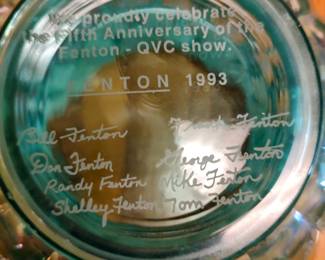 We proudly celebrate
the Fifth Anniversary of the
Fenton - QVC show.
FENTON 1993
Bill Fenton Frank Fenton
Don Fenton George Fenton
Randy Fenton Mike Fenton
Shelley Fenton Tom Fenton